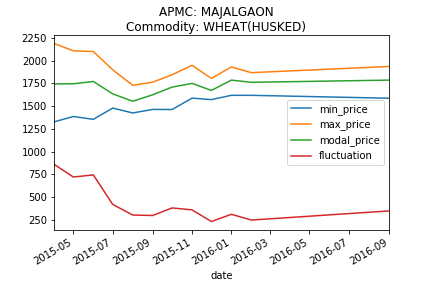 APMC: MAJALGAON
Commodity: WHEAT(HUSKED)
2250
2000
1750
1500
1250
1000
750
500
250
min_price
max_price
modal_price
fluctuation
2015-05
2015-07
2015-09
2015-11
2016-01
2016-03
2016-05
2016-07
2016-09
date